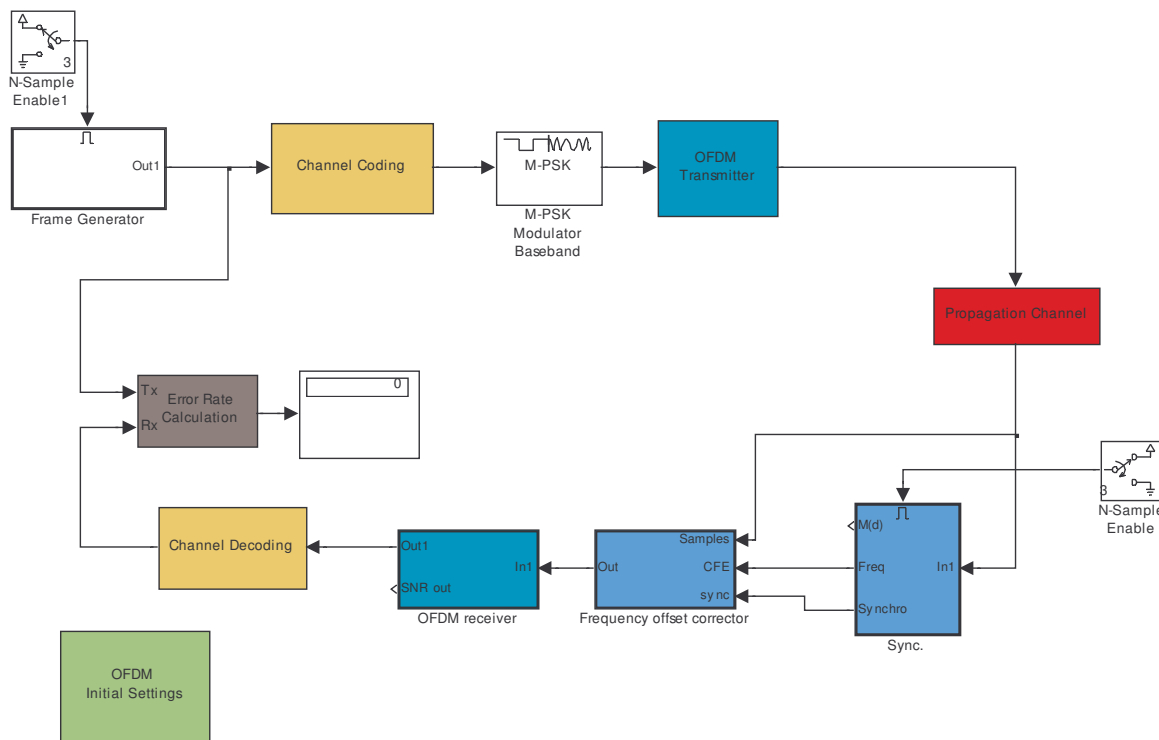 3
N-Sample
Enable1
Out1
Frame Generator
Channel Coding
M-PSK
M-PSK
Modulator
Baseband
OFDM
Transmitter
Propagation Channel
Tx
Rx
Error Rate
Calculation
0
3
N-Sample
Enable
Channel Decoding
Out1
SNR out
In1
OFDM receiver
Out
Samples
CFE
sync
Frequency offset corrector
M(d)
Freq
Synchro
In1
Sync.
OFDM
Initial Settings